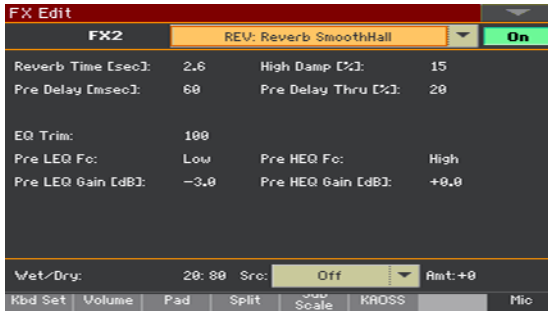 FX Edit
FX2 REV: Reverb SmoothHall On
Reverb Time [sec]: 2.6 High Damp [%]: 15
Pre Delay [msec]: 60 Pre Delay Thru [%]: 20
EQ Trim: 100
Pre LEQ Fc: Low Pre HEQ Fc: High
Pre LEQ Gain [dB]: -3.0 Pre HEQ Gain [dB]: +0.0
Wet/Dry: 20:80 Src: Off Amt:+0
Kbd Set Volume Pad Split Sub Scale KAOSS Mic